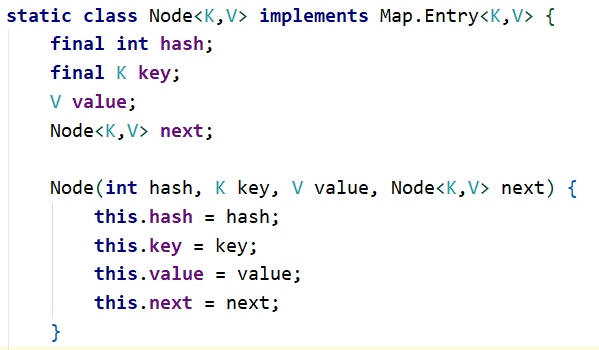 static class Node<K,V> implements Map.Entry<K,V> {
    final int hash;
    final K key;
    V value;
    Node<K,V> next;

    Node(int hash, K key, V value, Node<K,V> next) {
        this.hash = hash;
        this.key = key;
        this.value = value;
        this.next = next;
    }